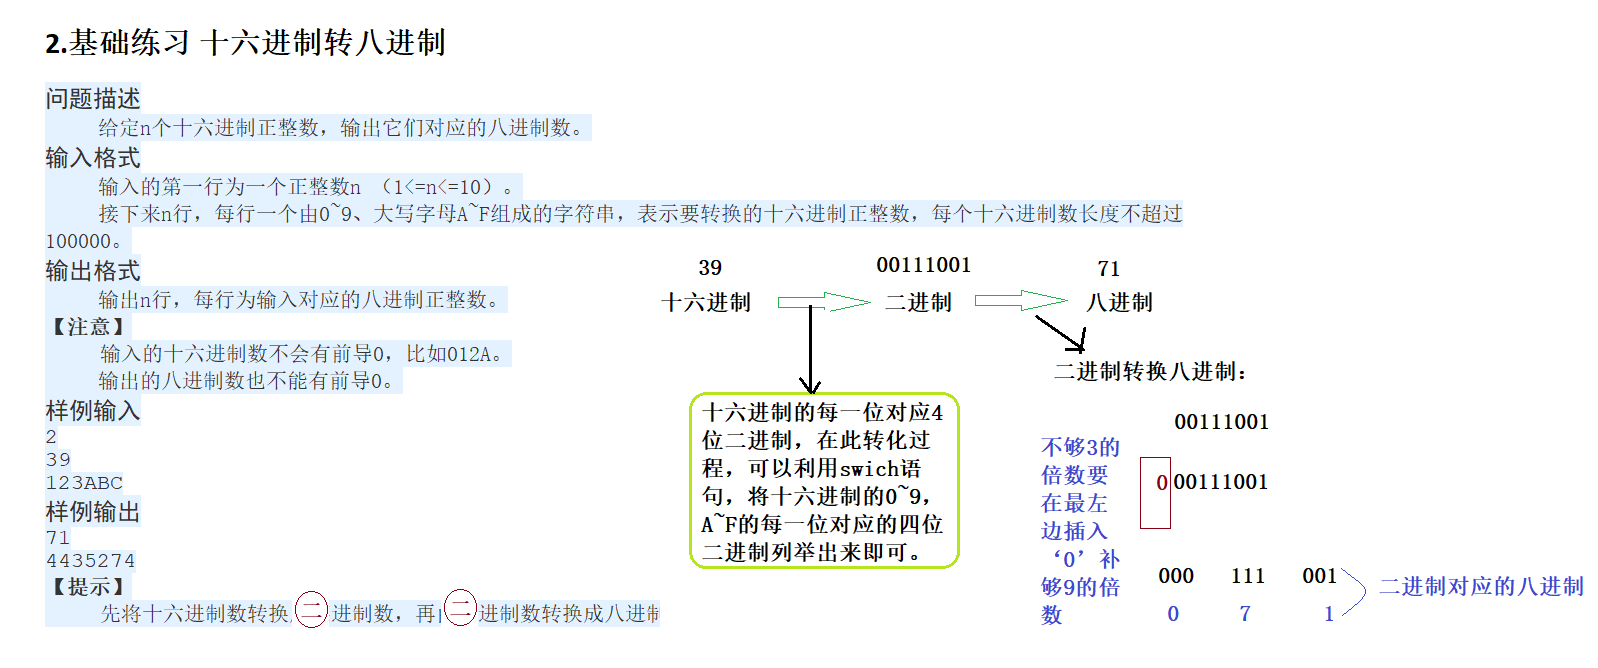 2.基础练习 十六进制转八进制
问题描述
给定n个十六进制正整数，输出它们对应的八进制数。
输入格式
输入的第一行为一个正整数n （1<=n<=10）。
接下来n行，每行一个由0~9、大写字母A~F组成的字符串，表示要转换的十六进制正整数，每个十六进制数长度不超过
100000。
输出格式
输出n行，每行为输入对应的八进制正整数。
【注意】
输入的十六进制数不会有前导0，比如012A。
输出的八进制数也不能有前导0。
样例输入
2
39
123ABC
样例输出
71
4435274
【提示】
先将十六进制数转换 二 进制数，再 二 进制数转换成八进制
39
00111001
71
十六进制
二进制
八进制
十六进制的每一位对应4
位二进制，在此转化过
程，可以利用swich语
句，将十六进制的0~9，
A~F的每一位对应的四位
二进制列举出来即可。
二进制转换八进制：
00111001
不够3的
倍数要
在最左
边插入
‘0’补
够9的倍
数
0 00111001
000 111 001
0 7 1
二进制对应的八进制